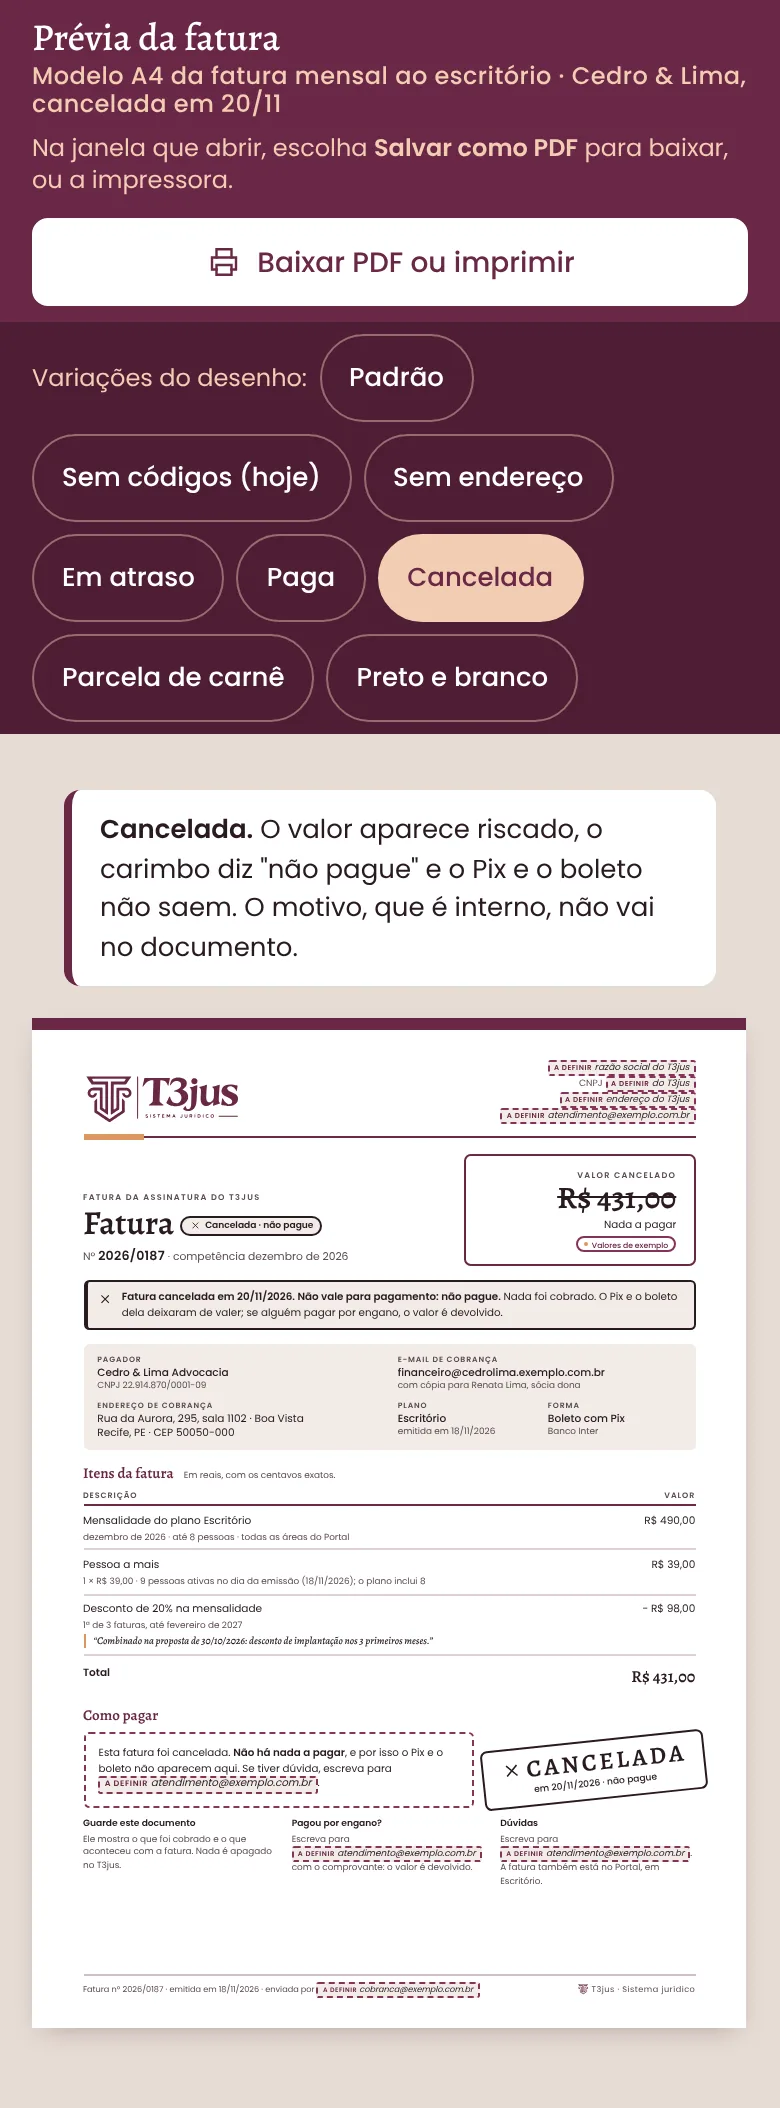 Prévia da fatura
Modelo A4 da fatura mensal ao escritório · Cedro & Lima,
cancelada em 20/11
Na janela que abrir, escolha Salvar como PDF para baixar,
ou a impressora.
Baixar PDF ou imprimir
Variações do desenho: Padrão
Sem códigos (hoje) Sem endereço
Em atraso Paga Cancelada
Parcela de carnê Preto e branco
Cancelada. O valor aparece riscado, o
carimbo diz "não pague" e o Pix e o boleto
não saem. O motivo, que é interno, não vai
no documento.
T3jus
SISTEMA JURÍDICO
A DEFINIR razão social do T3jus
CNPJ A DEFINIR do T3jus
A DEFINIR endereço do T3jus
A DEFINIR atendimento@exemplo.com.br
FATURA DA ASSINATURA DO T3JUS
Fatura × Cancelada · não pague
Nº 2026/0187 · competência dezembro de 2026
VALOR CANCELADO
R$ 431,00
Nada a pagar
Valores de exemplo
× Fatura cancelada em 20/11/2026. Não vale para pagamento: não pague. Nada foi cobrado. O Pix e o boleto
dela deixaram de valer; se alguém pagar por engano, o valor é devolvido.
PAGADOR
Cedro & Lima Advocacia
CNPJ 22.914.870/0001-09
E-MAIL DE COBRANÇA
financeiro@cedrolima.exemplo.com.br
com cópia para Renata Lima, sócia dona
ENDEREÇO DE COBRANÇA
Rua da Aurora, 295, sala 1102 · Boa Vista
Recife, PE · CEP 50050-000
PLANO
Escritório
emitida em 18/11/2026
FORMA
Boleto com Pix
Banco Inter
Itens da fatura Em reais, com os centavos exatos.
DESCRIÇÃO VALOR
Mensalidade do plano Escritório R$ 490,00
dezembro de 2026 · até 8 pessoas · todas as áreas do Portal
Pessoa a mais R$ 39,00
1 × R$ 39,00 · 9 pessoas ativas no dia da emissão (18/11/2026); o plano inclui 8
Desconto de 20% na mensalidade − R$ 98,00
1ª de 3 faturas, até fevereiro de 2027
“Combinado na proposta de 30/10/2026: desconto de implantação nos 3 primeiros meses.”
Total R$ 431,00
Como pagar
Esta fatura foi cancelada. Não há nada a pagar, e por isso o Pix e o
boleto não aparecem aqui. Se tiver dúvida, escreva para
A DEFINIR atendimento@exemplo.com.br.
× CANCELADA
em 20/11/2026 · não pague
Guarde este documento
Ele mostra o que foi cobrado e o que
aconteceu com a fatura. Nada é apagado
no T3jus.
Pagou por engano?
Escreva para
A DEFINIR atendimento@exemplo.com.br
com o comprovante: o valor é devolvido.
Dúvidas
Escreva para
A DEFINIR atendimento@exemplo.com.br.
A fatura também está no Portal, em
Escritório.
Fatura nº 2026/0187 · emitida em 18/11/2026 · enviada por A DEFINIR cobranca@exemplo.com.br
T3jus · Sistema jurídico